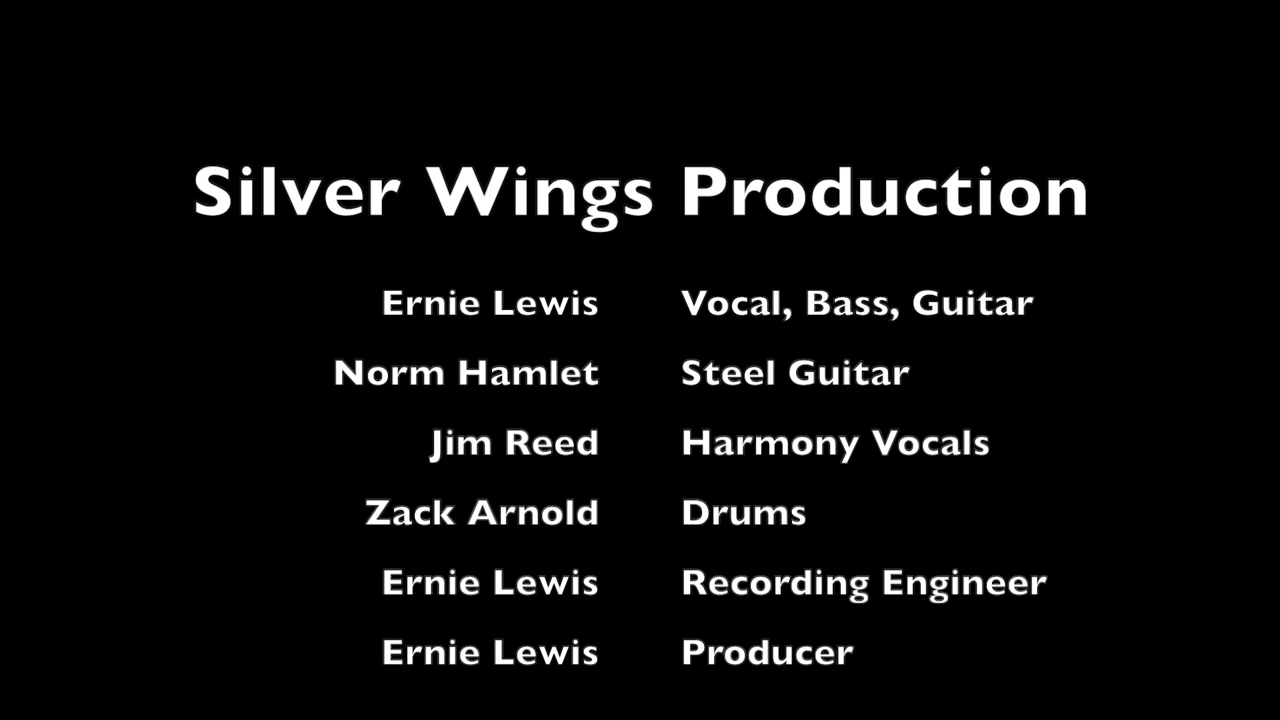 Silver Wings Production
Ernie Lewis Vocal, Bass, Guitar
Norm Hamlet Steel Guitar
Jim Reed Harmony Vocals
Zack Arnold Drums
Ernie Lewis Recording Engineer
Ernie Lewis Producer